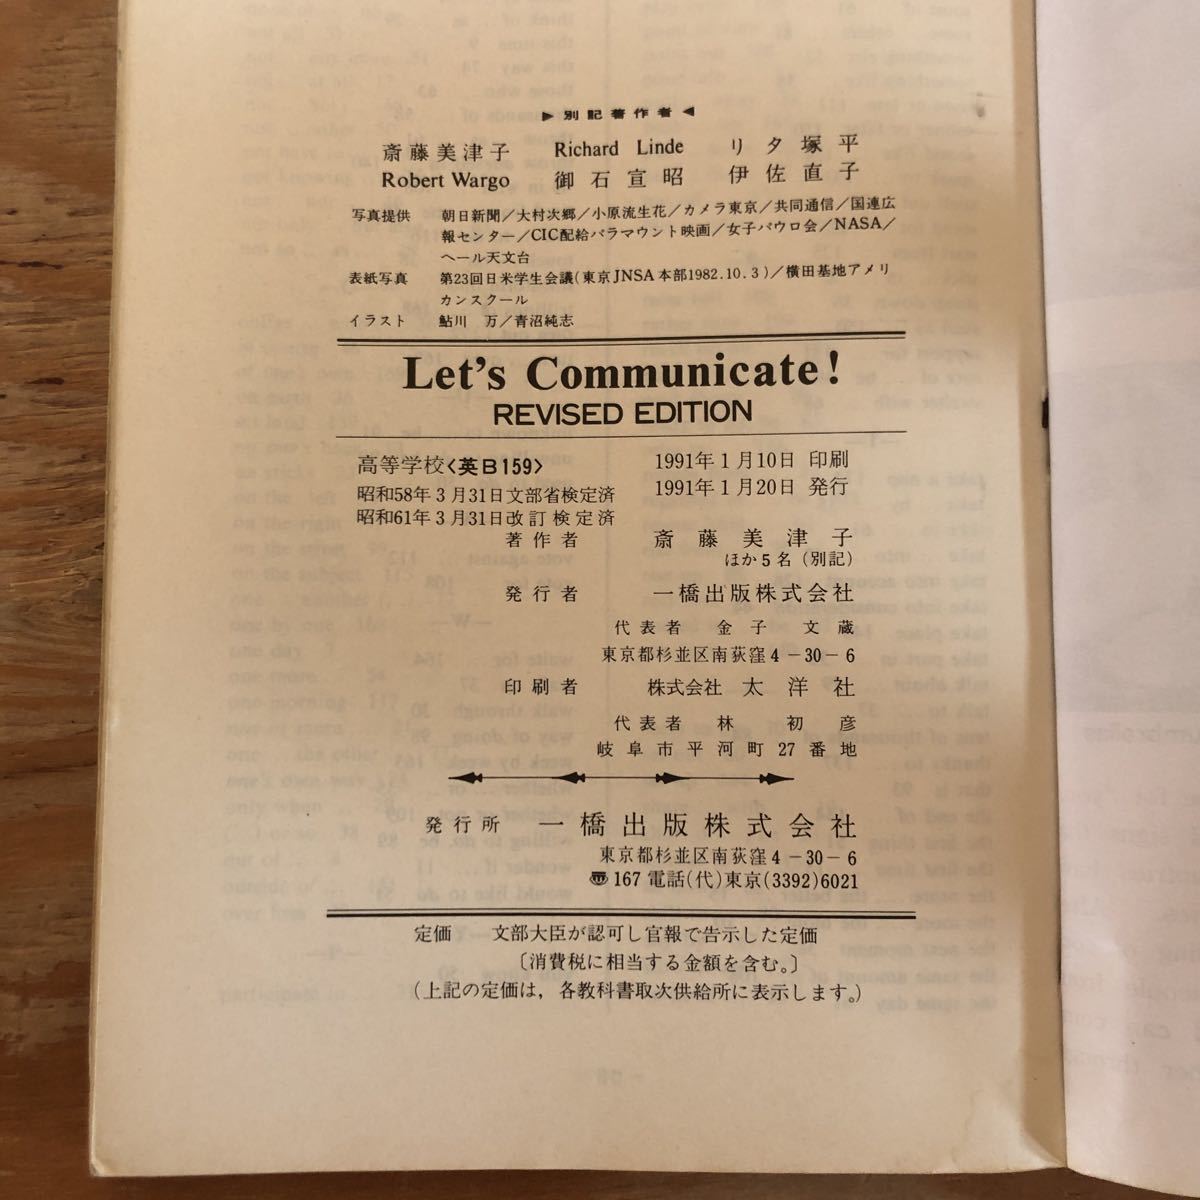 ▶別記著作者◀
斎藤美津子 Richard Linde リタ塚平
Robert Wargo 御石宣昭 伊佐直子
写真提供 朝日新聞／大村次郷／小原流生花／カメラ東京／共同通信／国連広
報センター／CIC配給パラマウント映画／女子パウロ会／NASA／
ヘール天文台
表紙写真 第23回日米学生会議(東京JNSA本部1982.10.3)／横田基地アメリ
カンスクール
イラスト 鮎川 万／青沼純志
Let's Communicate!
REVISED EDITION
高等学校〈英B159〉
昭和58年3月31日文部省検定済
昭和61年3月31日改訂検定済
1991年1月10日 印刷
1991年1月20日 発行
著作者 斎藤美津子
ほか5名(別記)
発行者 一橋出版株式会社
代表者 金子文蔵
東京都杉並区南荻窪4-30-6
印刷者 株式会社 太洋社
代表者 林 初彦
岐阜市平河町27番地
発行所 一橋出版株式会社
東京都杉並区南荻窪4-30-6
〠167 電話(代)東京(3392)6021
定価 文部大臣が認可し官報で告示した定価
〔消費税に相当する金額を含む。〕
(上記の定価は，各教科書取次供給所に表示します。)